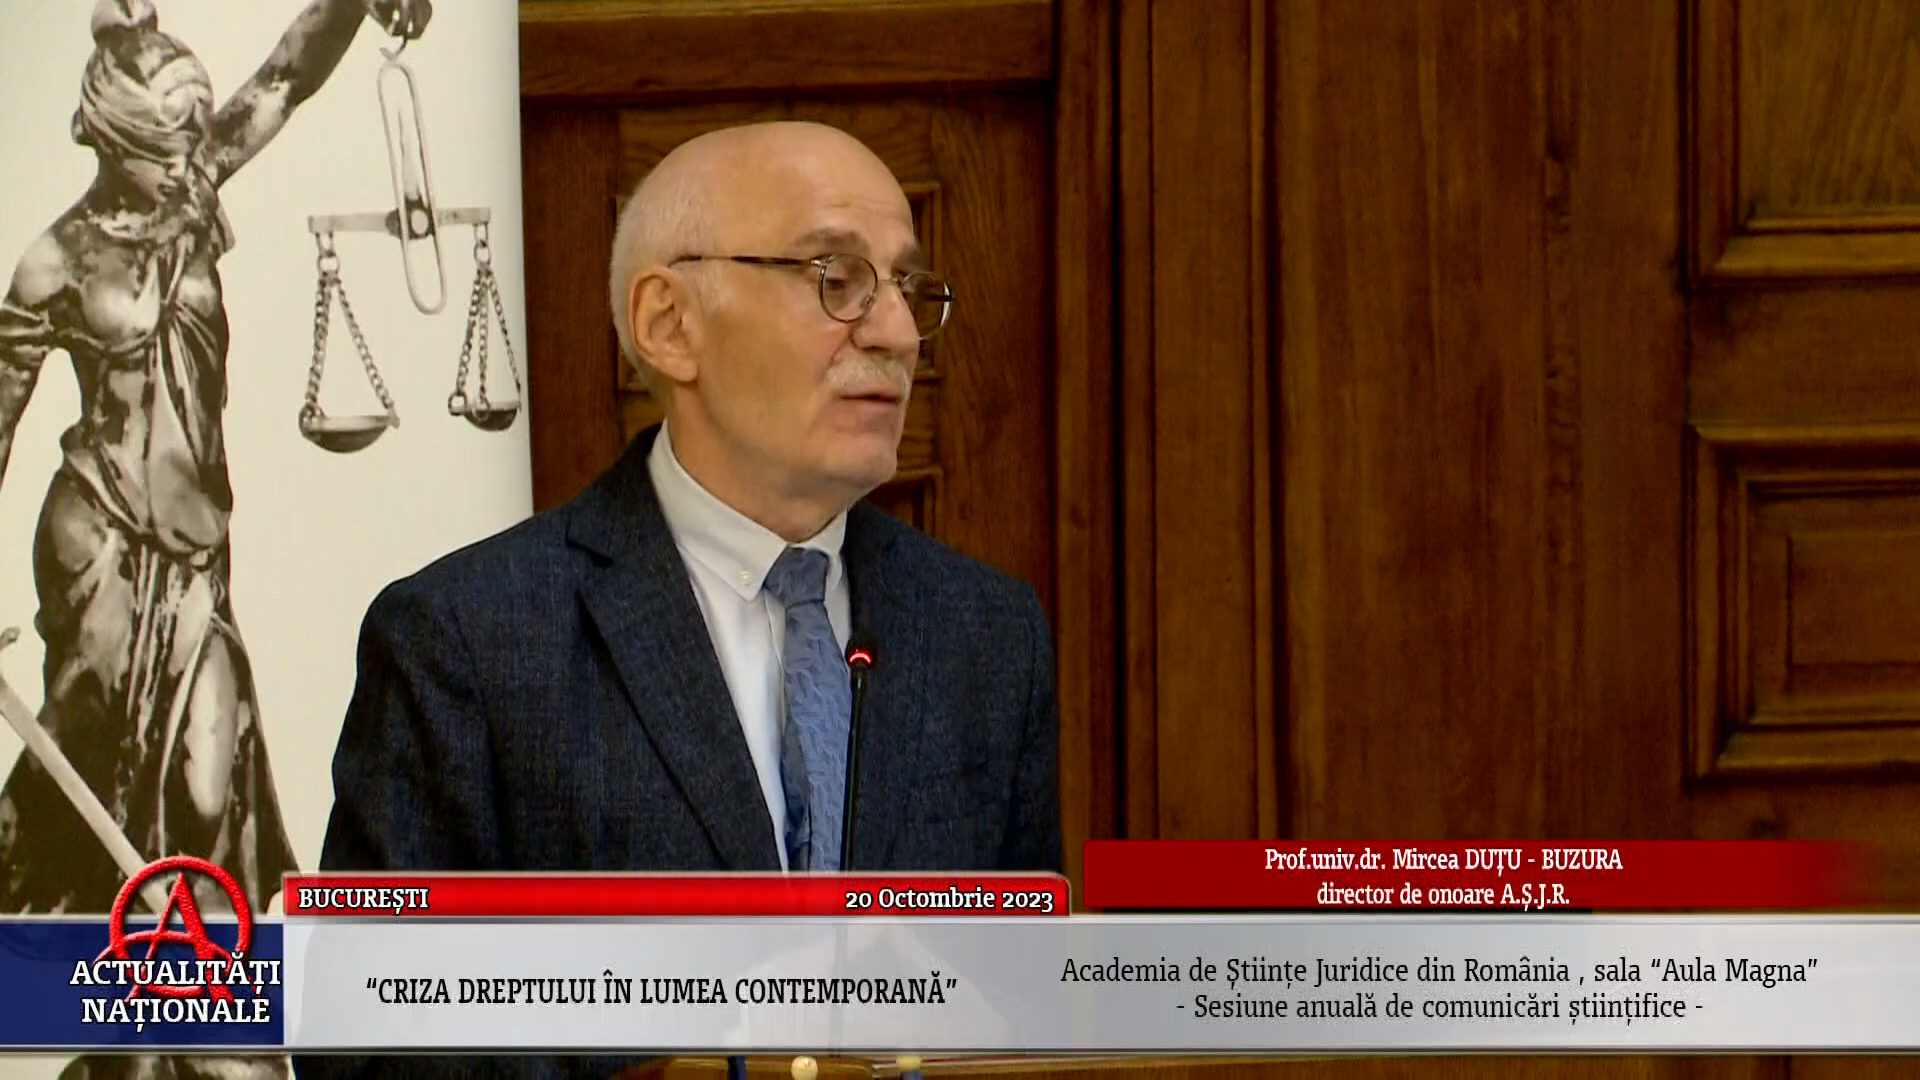 Prof.univ.dr. Mircea DUȚU - BUZURA
director de onoare A.Ș.J.R.
BUCUREȘTI
20 Octombrie 2023
ACTUALITĂȚI
NAȚIONALE
“CRIZA DREPTULUI ÎN LUMEA CONTEMPORANĂ”
Academia de Științe Juridice din România , sala “Aula Magna”
- Sesiune anuală de comunicări științifice -